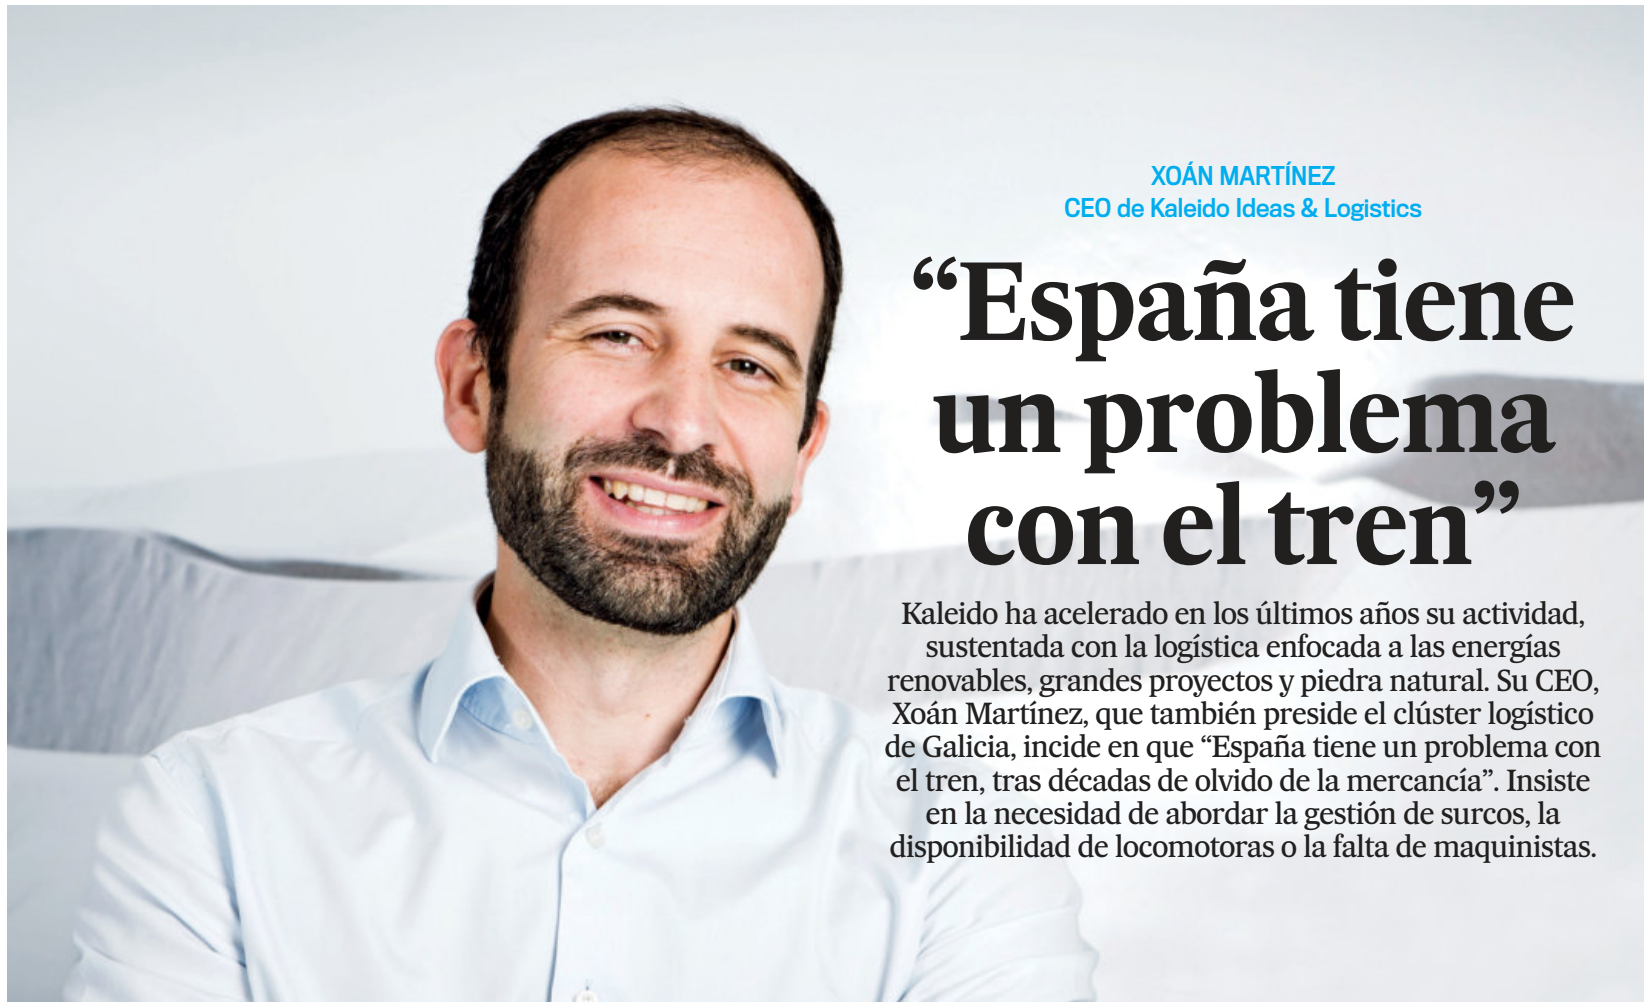 XOÁN MARTÍNEZ
CEO de Kaleido Ideas & Logistics
“España tiene
un problema
con el tren”
Kaleido ha acelerado en los últimos años su actividad,
sustentada con la logística enfocada a las energías
renovables, grandes proyectos y piedra natural. Su CEO,
Xoán Martínez, que también preside el clúster logístico
de Galicia, incide en que “España tiene un problema con
el tren, tras décadas de olvido de la mercancía”. Insiste
en la necesidad de abordar la gestión de surcos, la
disponibilidad de locomotoras o la falta de maquinistas.